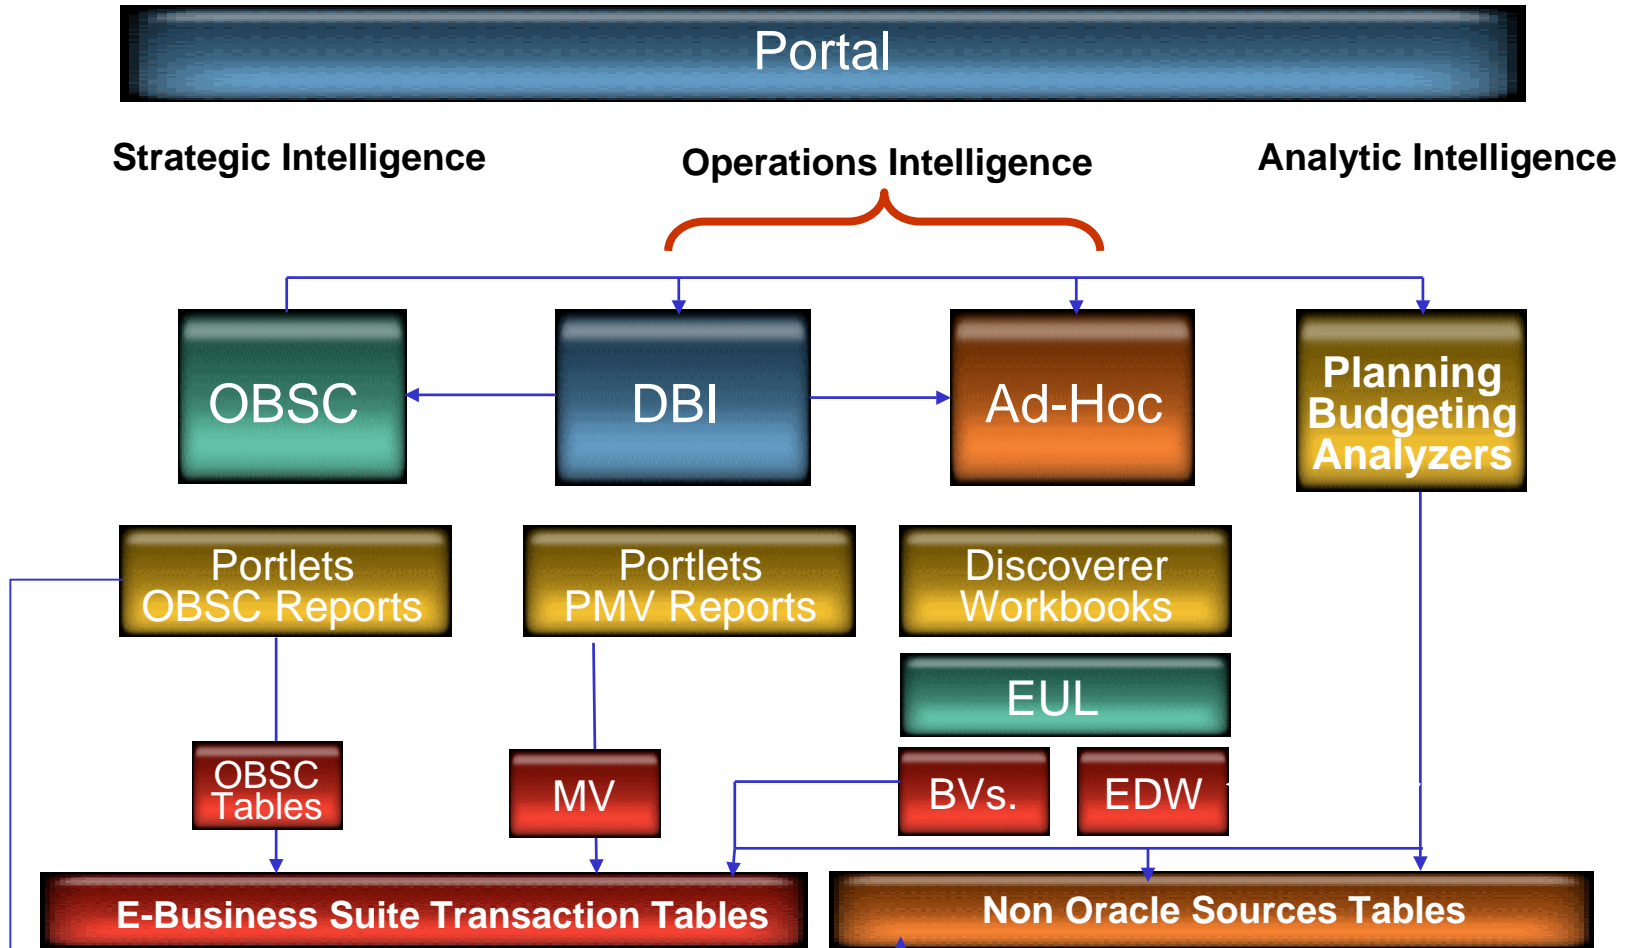 Portal
Strategic Intelligence
Operations Intelligence
Analytic Intelligence
OBSC
DBI
Ad-Hoc
Planning
Budgeting
Analyzers
Portlets
OBSC Reports
Portlets
PMV Reports
Discoverer
Workbooks
EUL
OBSC
Tables
MV
BVs.
EDW
E-Business Suite Transaction Tables
Non Oracle Sources Tables